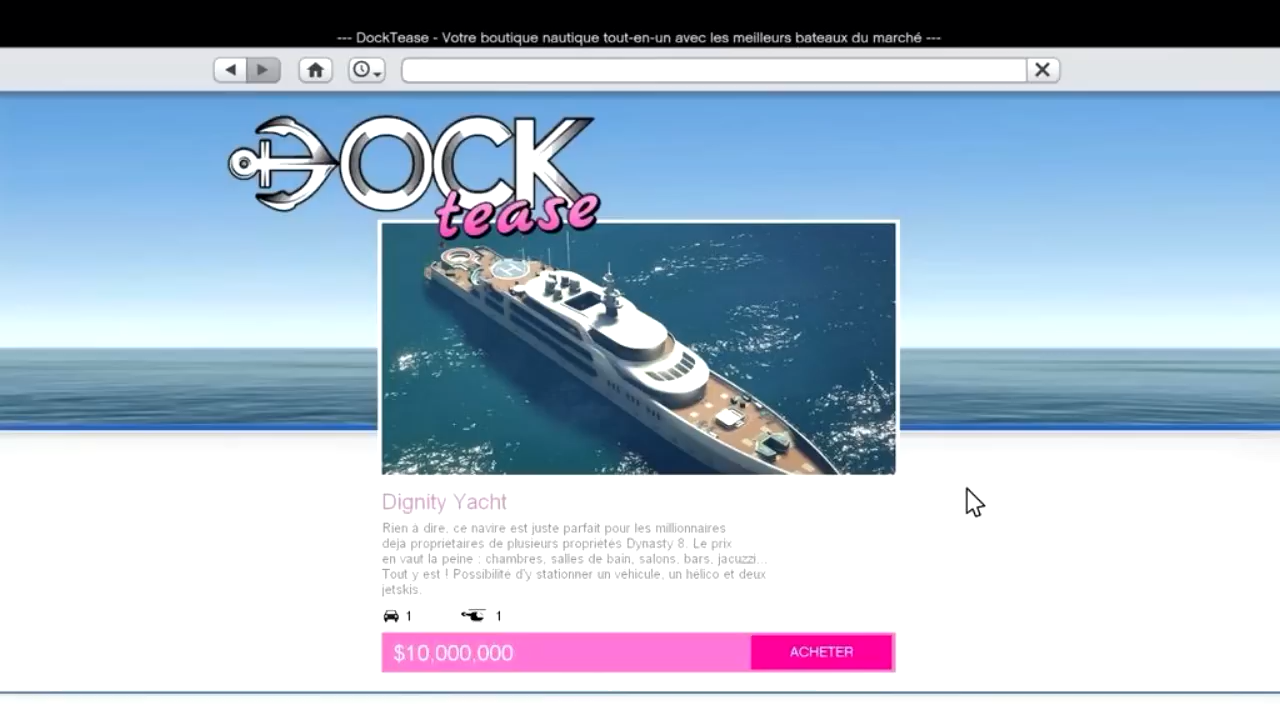 --- DockTease - Votre boutique nautique tout-en-un avec les meilleurs bateaux du marché ---
DOCK
tease
H
Dignity Yacht
Rien à dire, ce navire est juste parfait pour les millionnaires
déjà propriétaires de plusieurs propriétés Dynasty 8. Le prix
en vaut la peine : chambres, salles de bain, salons, bars, jacuzzi...
Tout y est ! Possibilité d'y stationner un véhicule, un hélico et deux
jetskis.
1 1
$10,000,000 ACHETER